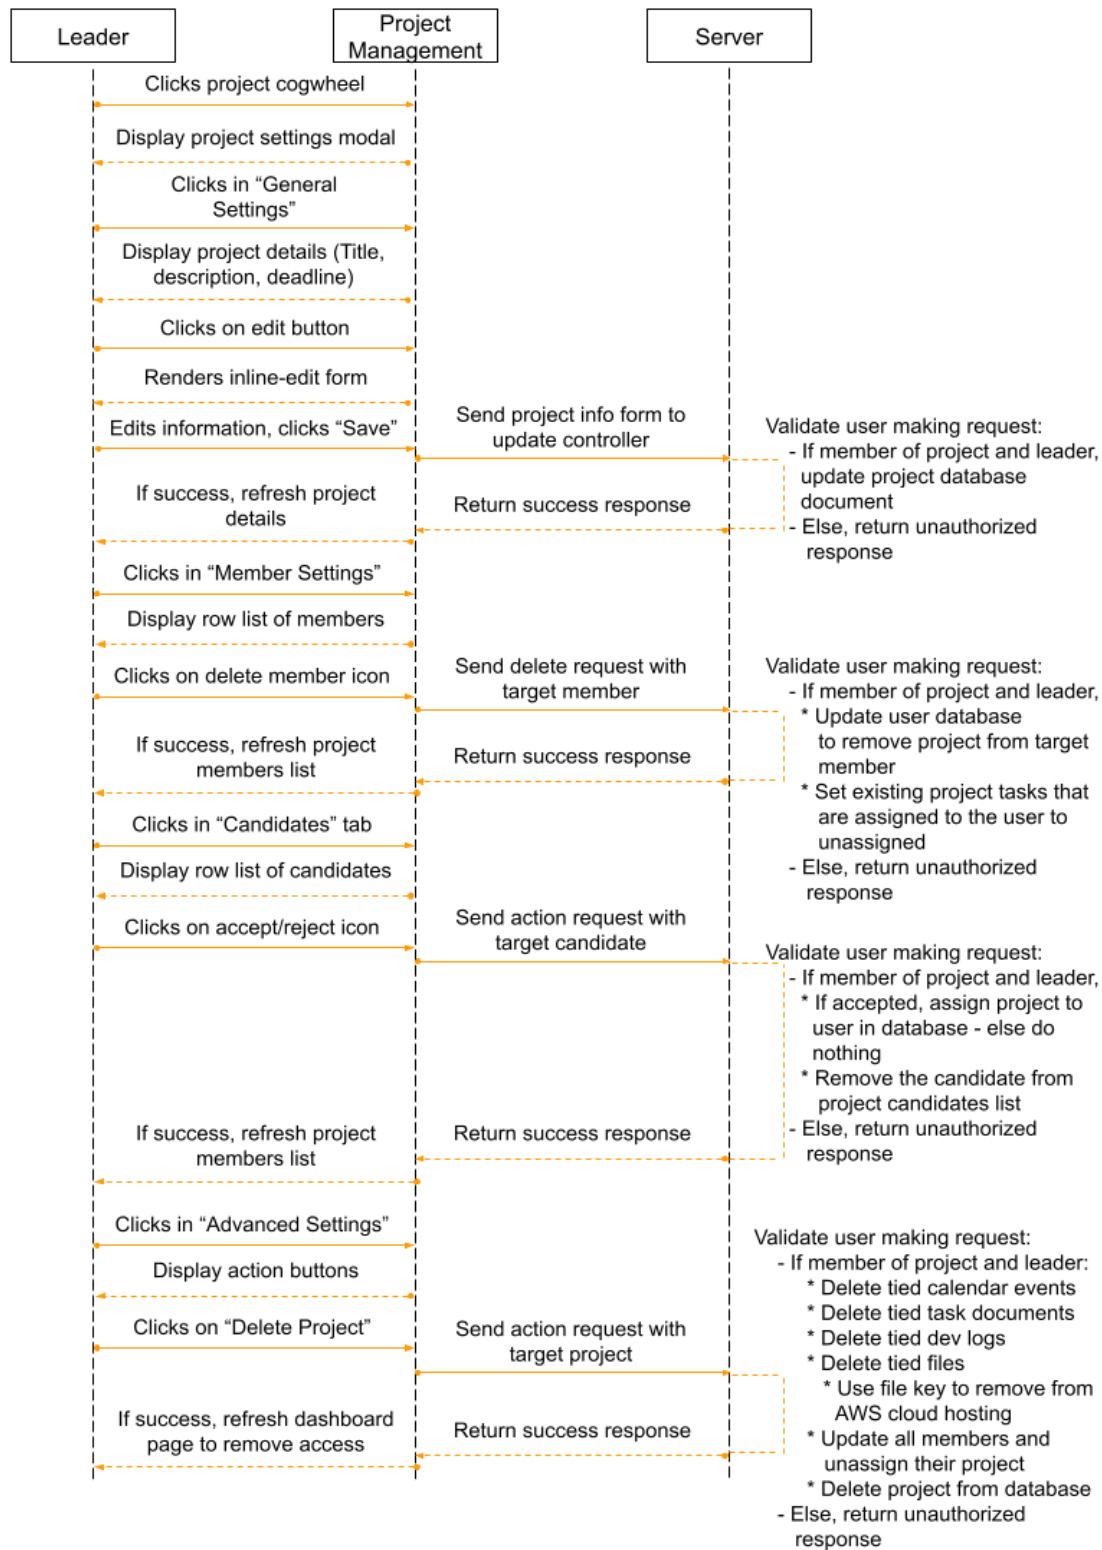 Leader
Project
Management
Server
Clicks project cogwheel
Display project settings modal
Clicks in “General
Settings”
Display project details (Title,
description, deadline)
Clicks on edit button
Renders inline-edit form
Edits information, clicks “Save”
Send project info form to
update controller
Validate user making request:
- If member of project and leader,
update project database
document
- Else, return unauthorized
response
If success, refresh project
details
Return success response
Clicks in “Member Settings”
Display row list of members
Clicks on delete member icon
Send delete request with
target member
Validate user making request:
- If member of project and leader,
* Update user database
to remove project from target
member
* Set existing project tasks that
are assigned to the user to
unassigned
- Else, return unauthorized
response
If success, refresh project
members list
Return success response
Clicks in “Candidates” tab
Display row list of candidates
Clicks on accept/reject icon
Send action request with
target candidate
Validate user making request:
- If member of project and leader,
* If accepted, assign project to
user in database - else do
nothing
* Remove the candidate from
project candidates list
- Else, return unauthorized
response
If success, refresh project
members list
Return success response
Clicks in “Advanced Settings”
Display action buttons
Clicks on “Delete Project”
Send action request with
target project
Validate user making request:
- If member of project and leader:
* Delete tied calendar events
* Delete tied task documents
* Delete tied dev logs
* Delete tied files
* Use file key to remove from
AWS cloud hosting
* Update all members and
unassign their project
* Delete project from database
- Else, return unauthorized
response
If success, refresh dashboard
page to remove access
Return success response